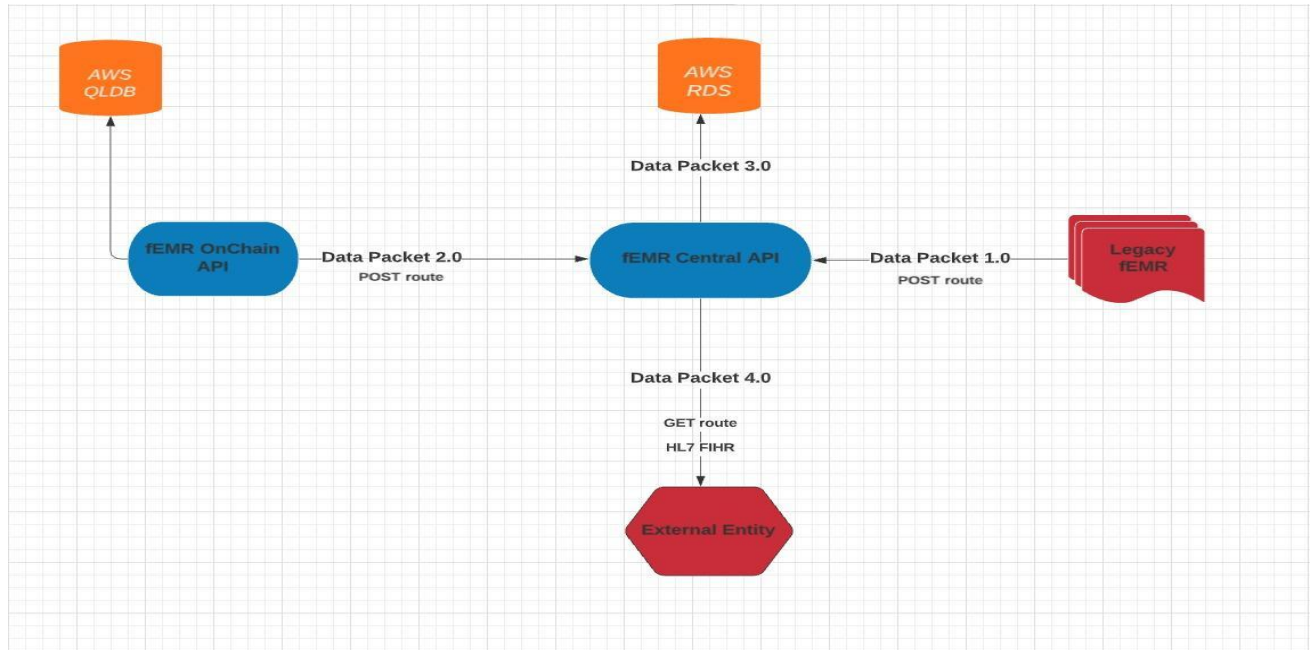 AWS
QLDB
AWS
RDS
Data Packet 3.0
fEMR OnChain
API
Data Packet 2.0
POST route
fEMR Central API
Data Packet 1.0
POST route
Legacy
fEMR
Data Packet 4.0
GET route
HL7 FIHR
External Entity